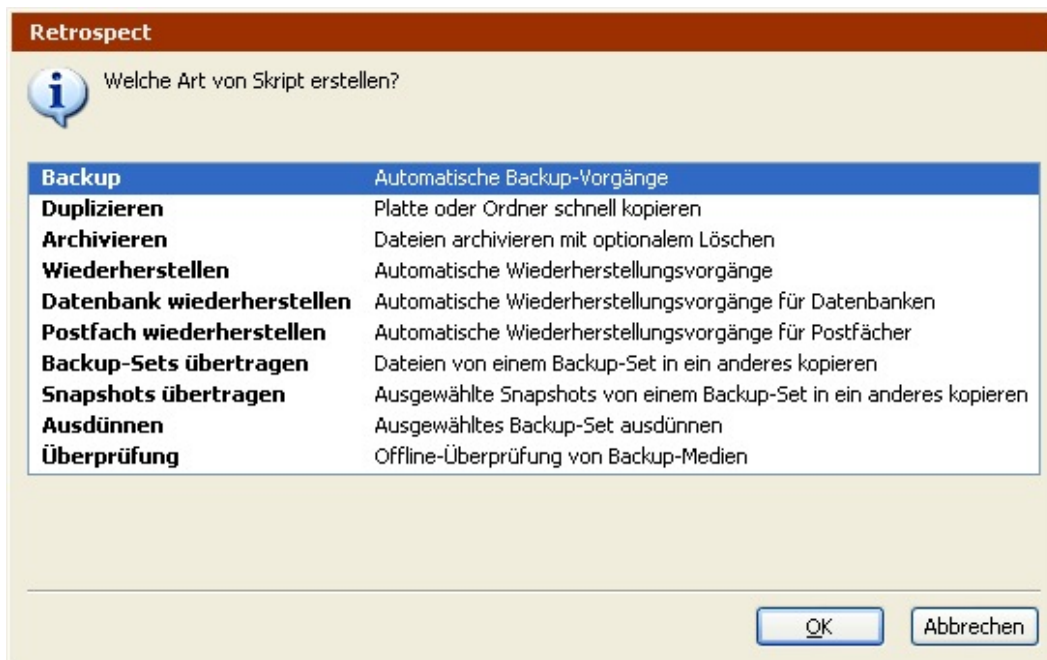 Retrospect
Welche Art von Skript erstellen?
Backup Automatische Backup-Vorgänge
Duplizieren Platte oder Ordner schnell kopieren
Archivieren Dateien archivieren mit optionalem Löschen
Wiederherstellen Automatische Wiederherstellungsvorgänge
Datenbank wiederherstellen Automatische Wiederherstellungsvorgänge für Datenbanken
Postfach wiederherstellen Automatische Wiederherstellungsvorgänge für Postfächer
Backup-Sets übertragen Dateien von einem Backup-Set in ein anderes kopieren
Snapshots übertragen Ausgewählte Snapshots von einem Backup-Set in ein anderes kopieren
Ausdünnen Ausgewähltes Backup-Set ausdünnen
Überprüfung Offline-Überprüfung von Backup-Medien
OK Abbrechen